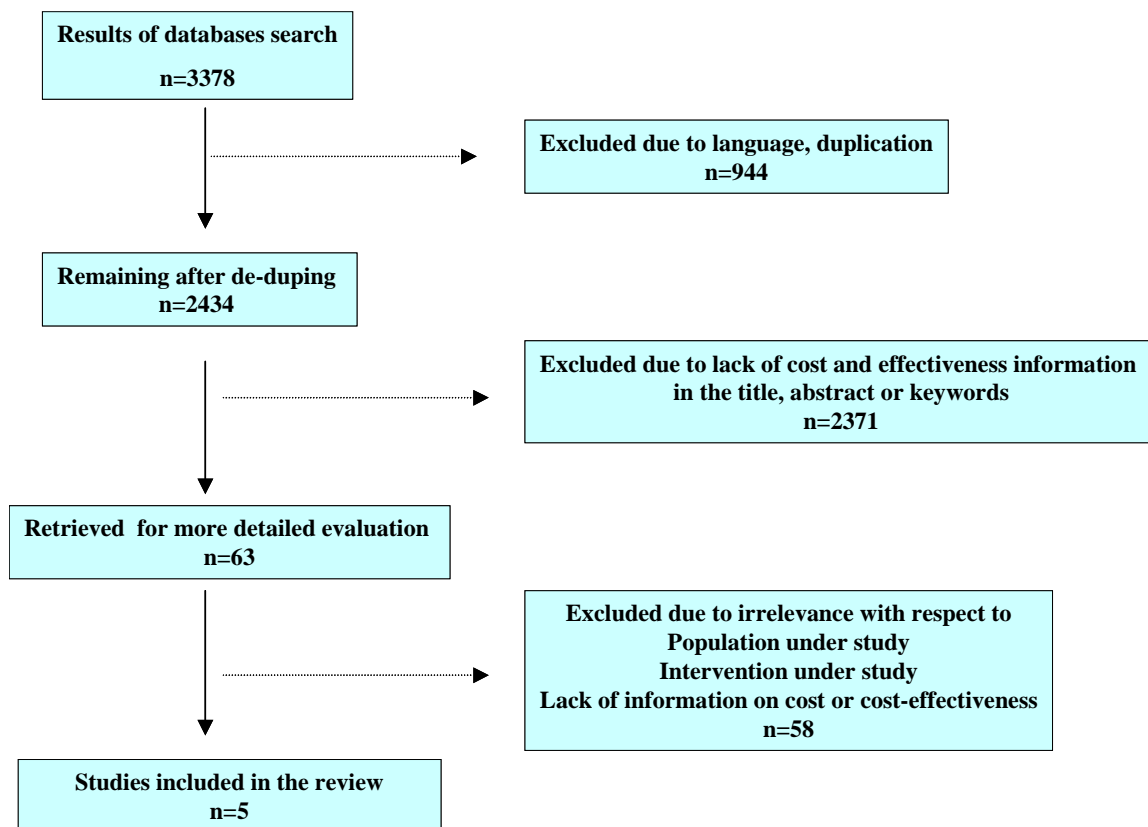 Results of databases search
n=3378
Excluded due to language, duplication
n=944
Remaining after de-duping
n=2434
Excluded due to lack of cost and effectiveness information
in the title, abstract or keywords
n=2371
Retrieved for more detailed evaluation
n=63
Excluded due to irrelevance with respect to
Population under study
Intervention under study
Lack of information on cost or cost-effectiveness
n=58
Studies included in the review
n=5